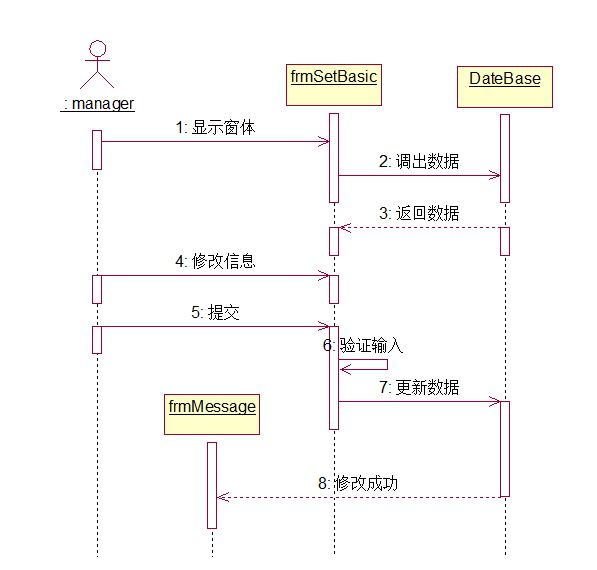 frmSetBasic
DateBase
: manager
1: 显示窗体
2: 调出数据
3: 返回数据
4: 修改信息
5: 提交
6: 验证输入
7: 更新数据
frmMessage
8: 修改成功